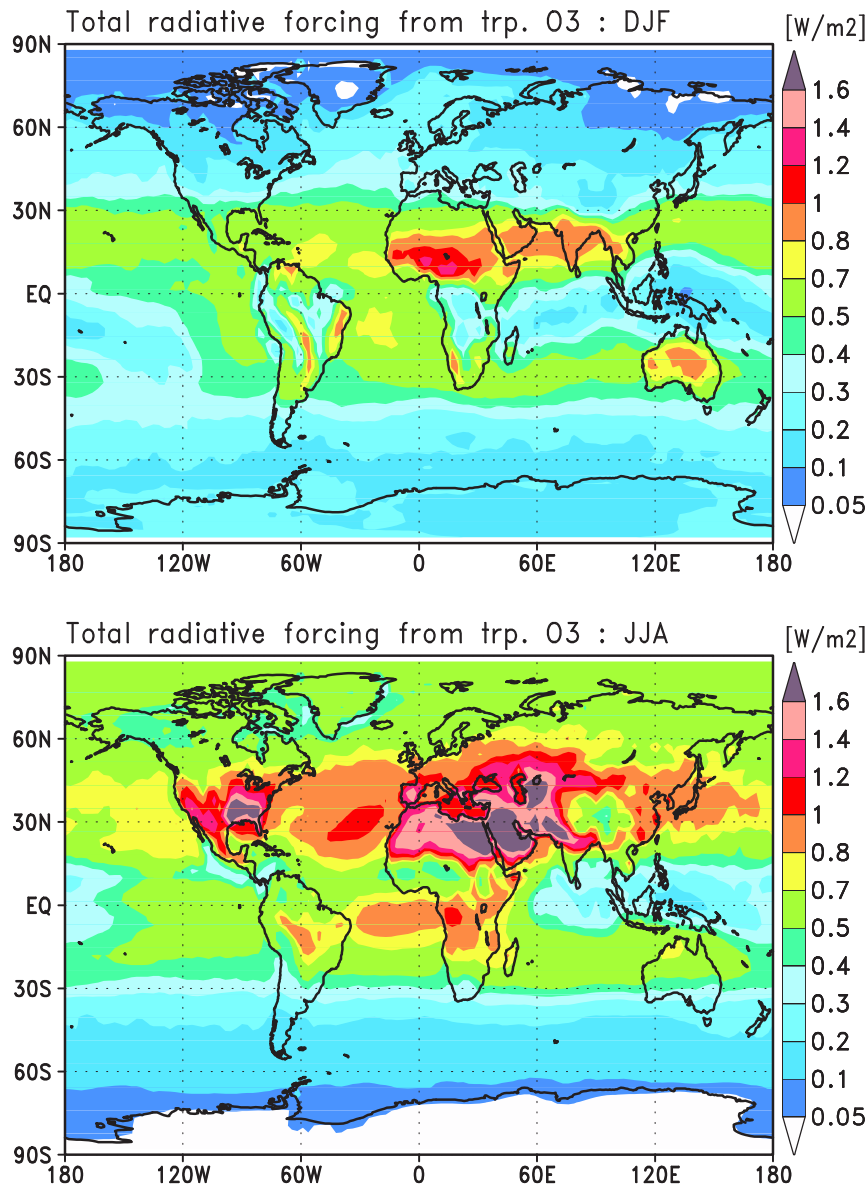 Total radiative forcing from trp. O3 : DJF [W/m2]
90N
60N
30N
EQ
30S
60S
90S
180 120W 60W 0 60E 120E 180
1.6
1.4
1.2
1
0.8
0.7
0.5
0.4
0.3
0.2
0.1
0.05
Total radiative forcing from trp. O3 : JJA [W/m2]
90N
60N
30N
EQ
30S
60S
90S
180 120W 60W 0 60E 120E 180
1.6
1.4
1.2
1
0.8
0.7
0.5
0.4
0.3
0.2
0.1
0.05